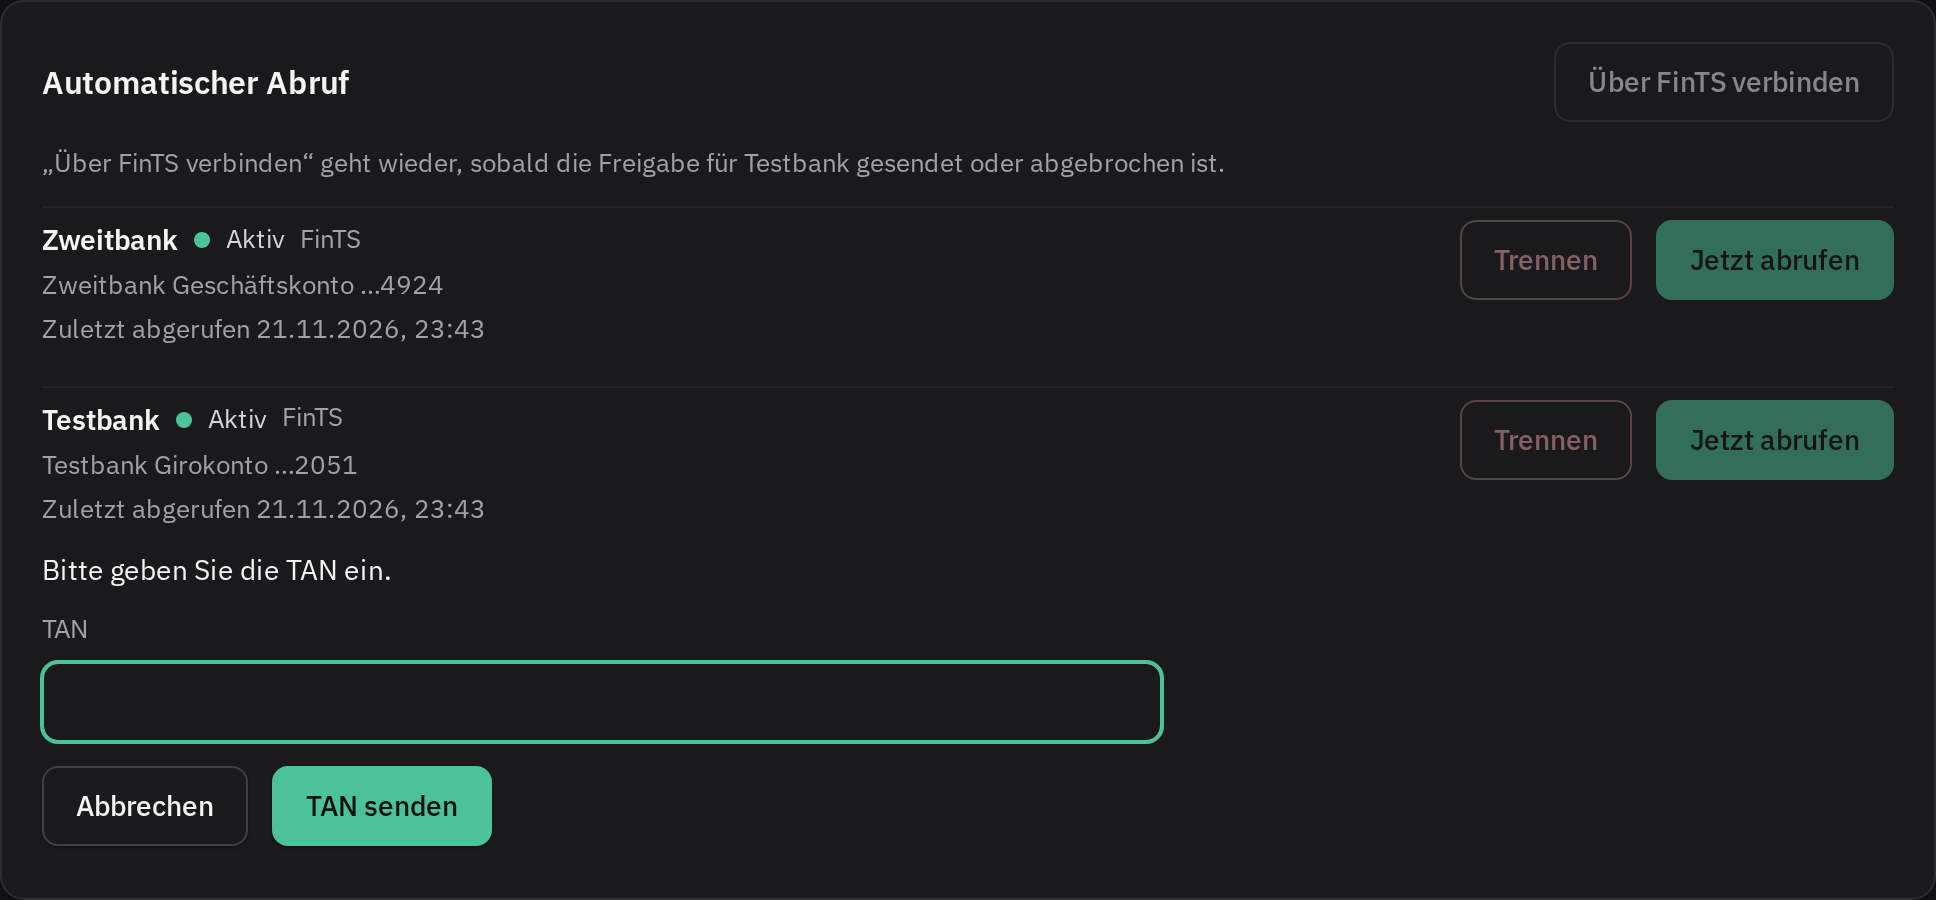 Automatischer Abruf
Über FinTS verbinden
„Über FinTS verbinden“ geht wieder, sobald die Freigabe für Testbank gesendet oder abgebrochen ist.
Zweitbank Aktiv FinTS
Trennen
Jetzt abrufen
Zweitbank Geschäftskonto …4924
Zuletzt abgerufen 21.11.2026, 23:43
Testbank Aktiv FinTS
Trennen
Jetzt abrufen
Testbank Girokonto …2051
Zuletzt abgerufen 21.11.2026, 23:43
Bitte geben Sie die TAN ein.
TAN
Abbrechen
TAN senden